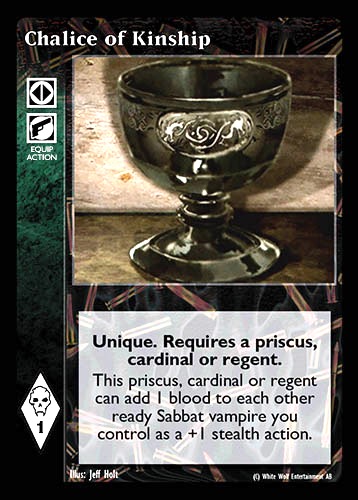 Chalice of Kinship
EQUIP
ACTION
Unique. Requires a priscus,
cardinal or regent.
This priscus, cardinal or regent
can add 1 blood to each other
ready Sabbat vampire you
control as a +1 stealth action.
1
Illus: Jeff Holt
(C) White Wolf Entertainment AB